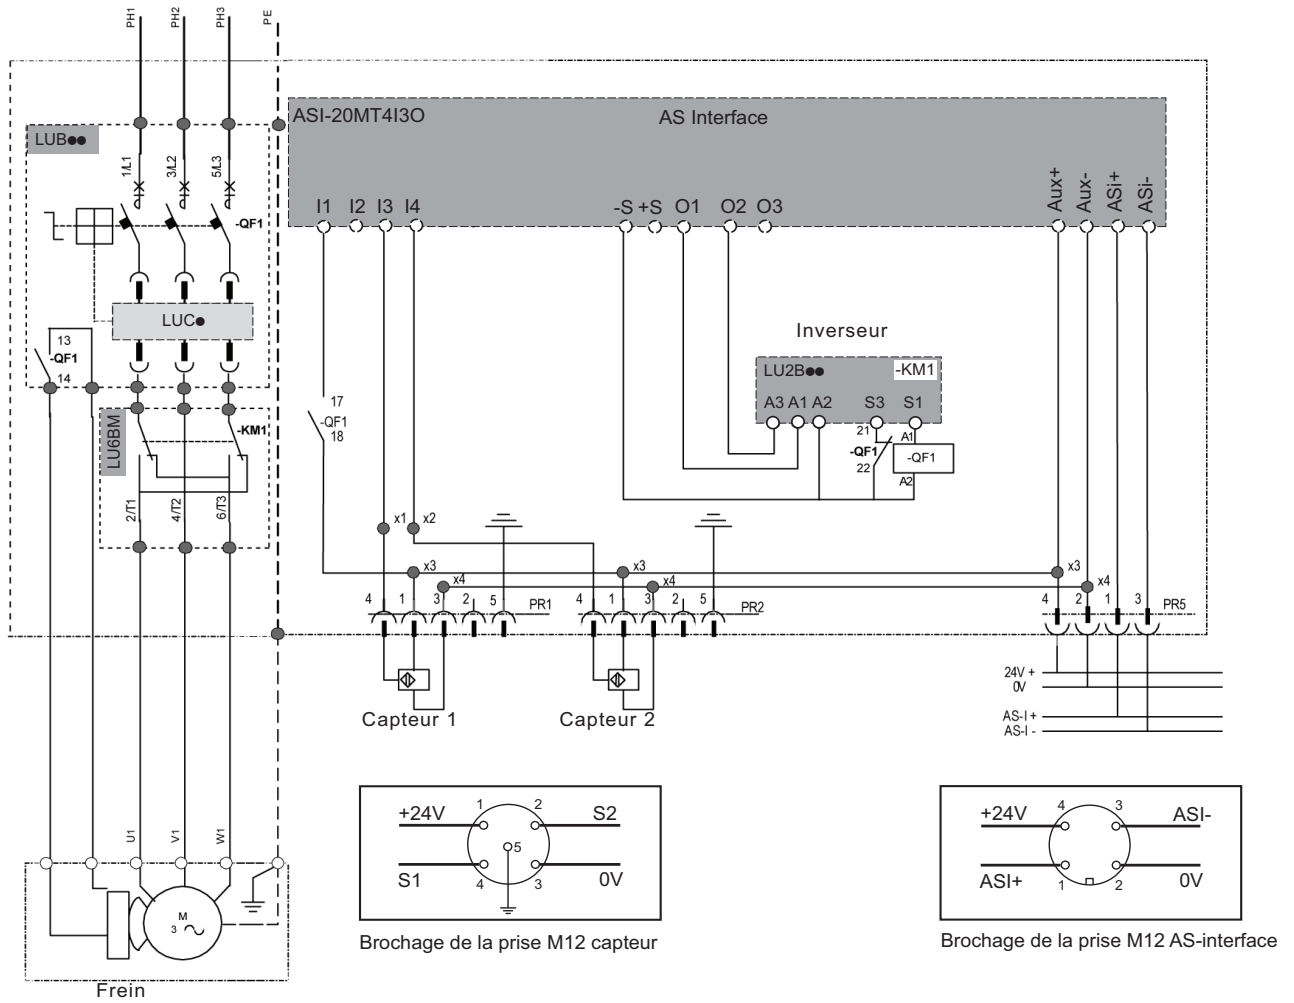 PH1 PH2 PH3 PE
ASI-20MT4I3O AS Interface
LUB●●
1/L1 3/L2 5/L3
I1 I2 I3 I4 -S +S O1 O2 O3 Aux+ Aux- ASi+ ASi-
-QF1
LUC●
Inverseur
13
-QF1
14
LU2B●● -KM1
A3 A1 A2 S3 S1
17
-QF1
18
21
-QF1
22
A1
-QF1
A2
LU6BM
-KM1
2/T1 4/T2 6/T3
x1 x2
x3 x3 x3
x4 x4 x4
4 1 3 2 5 PR1
4 1 3 2 5 PR2
4 2 1 3 PR5
24V +
0V
AS-I +
AS-I -
Capteur 1 Capteur 2
U1 V1 W1
M
3
Frein
+24V 1 2 S2
5
S1 4 3 0V
Brochage de la prise M12 capteur
+24V 4 3 ASI-
ASI+ 1 2 0V
Brochage de la prise M12 AS-interface